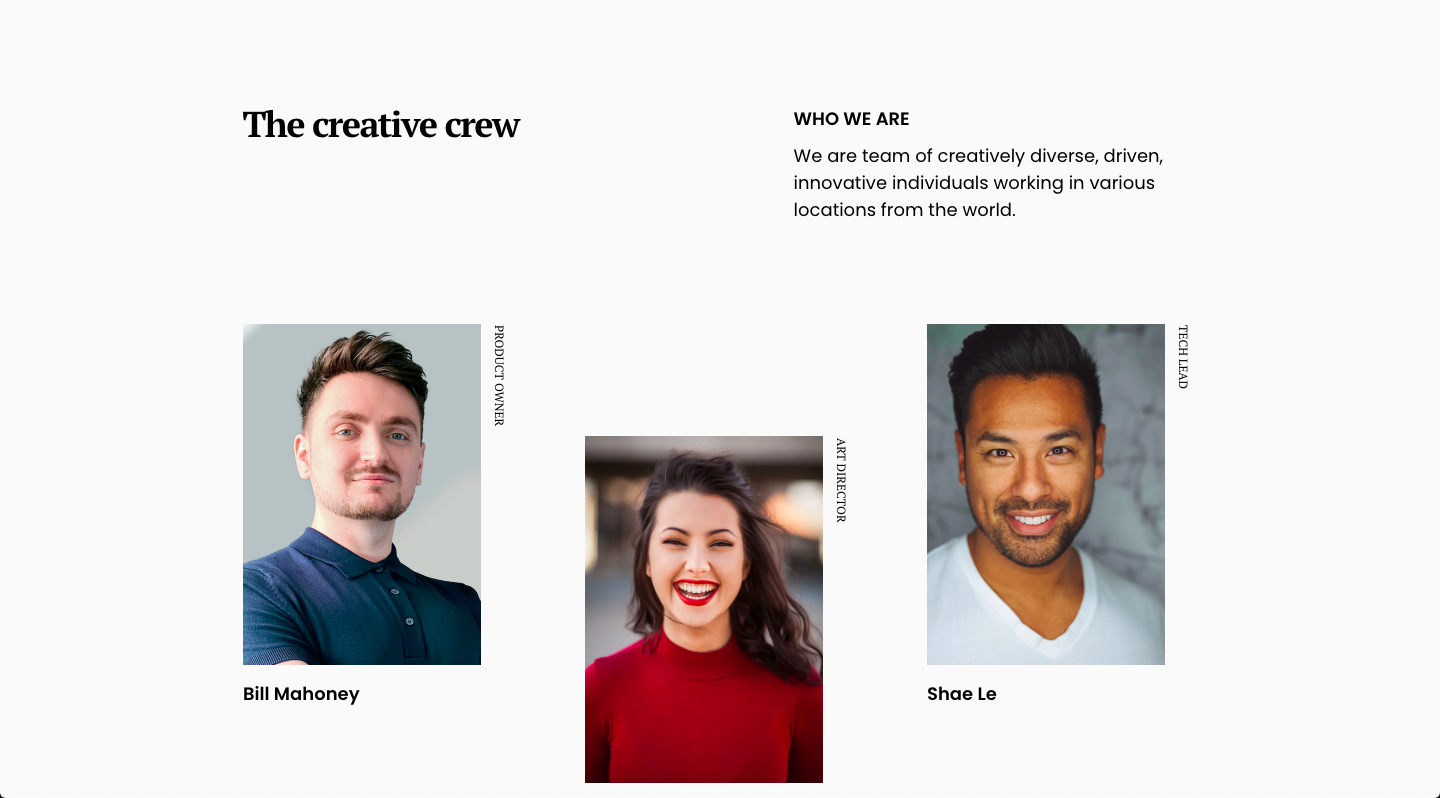 The creative crew
WHO WE ARE
We are team of creatively diverse, driven,
innovative individuals working in various
locations from the world.
PRODUCT OWNER
Bill Mahoney
ART DIRECTOR
TECH LEAD
Shae Le